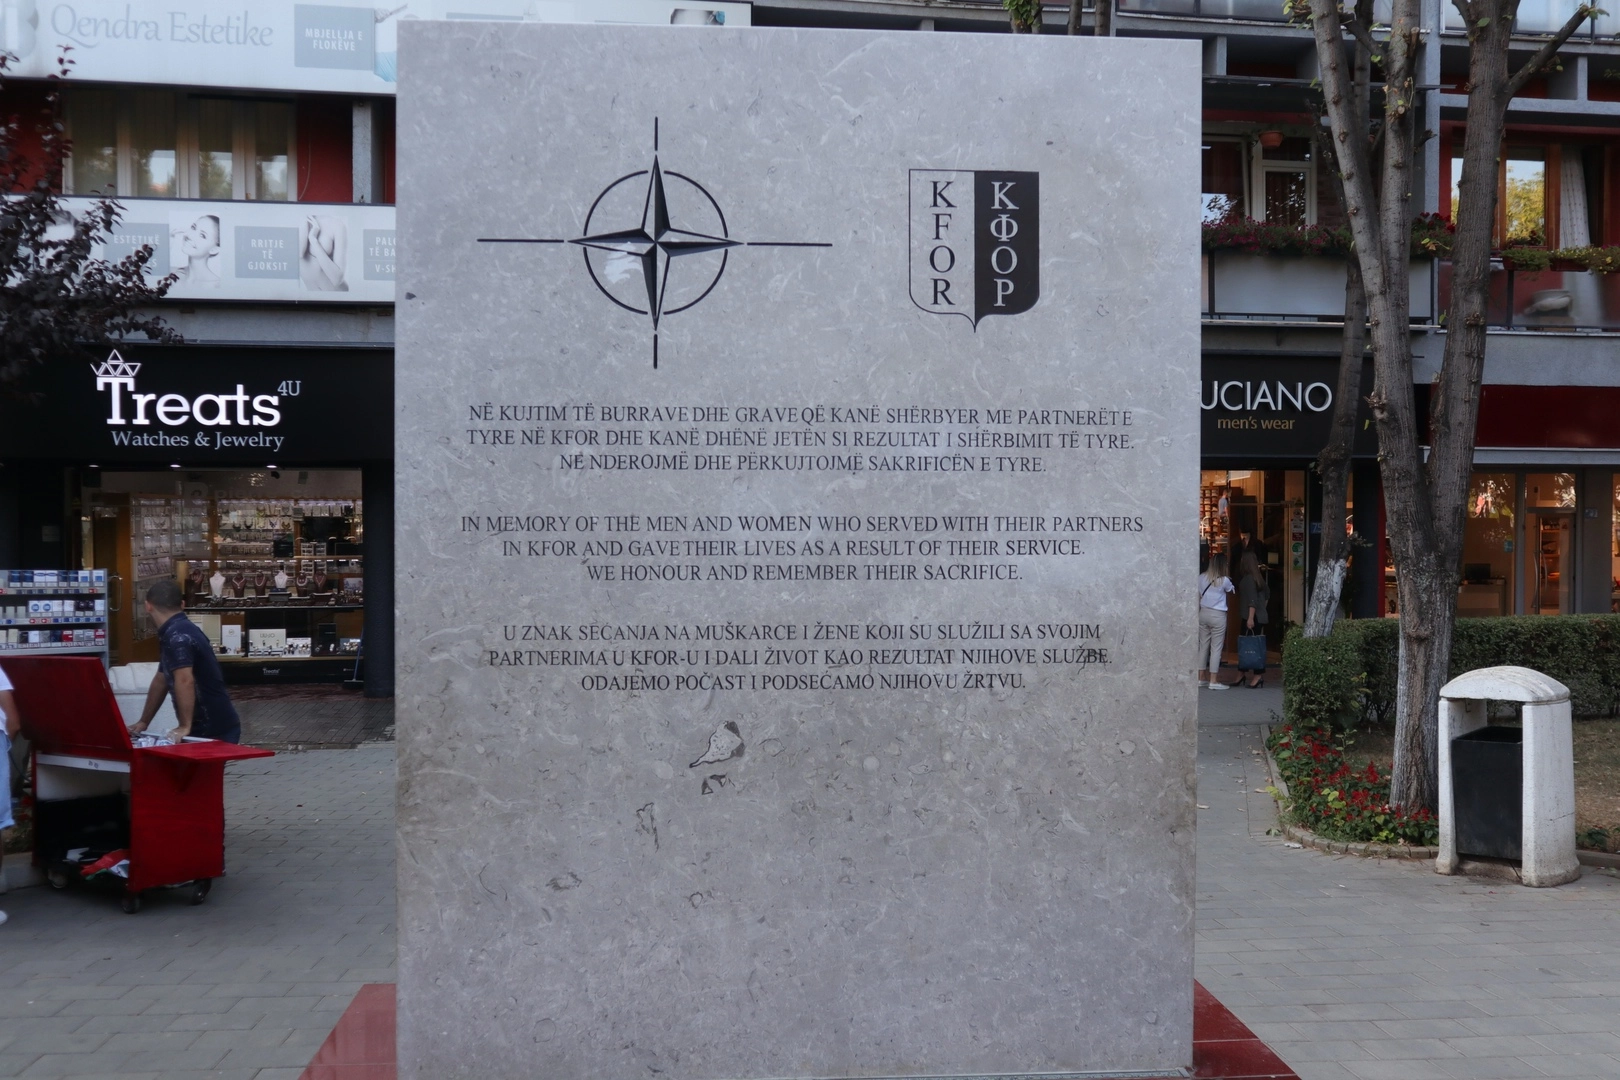 Qendra Estetike
MBJELLJA E
FLOKËVE
ESTETIKË
RRITJE
TË
GJOKSIT
Treats 4U
Watches & Jewelry
UCIANO
men's wear
KFOR
КФОР
NË KUJTIM TË BURRAVE DHE GRAVE QË KANË SHËRBYER ME PARTNERËT E
TYRE NË KFOR DHE KANË DHËNË JETËN SI REZULTAT I SHËRBIMIT TË TYRE.
NE NDEROJMË DHE PËRKUJTOJMË SAKRIFICËN E TYRE.
IN MEMORY OF THE MEN AND WOMEN WHO SERVED WITH THEIR PARTNERS
IN KFOR AND GAVE THEIR LIVES AS A RESULT OF THEIR SERVICE.
WE HONOUR AND REMEMBER THEIR SACRIFICE.
U ZNAK SEĆANJA NA MUŠKARCE I ŽENE KOJI SU SLUŽILI SA SVOJIM
PARTNERIMA U KFOR-U I DALI ŽIVOT KAO REZULTAT NJIHOVE SLUŽBE.
ODAJEMO POČAST I PODSEĆAMO NJIHOVU ŽRTVU.